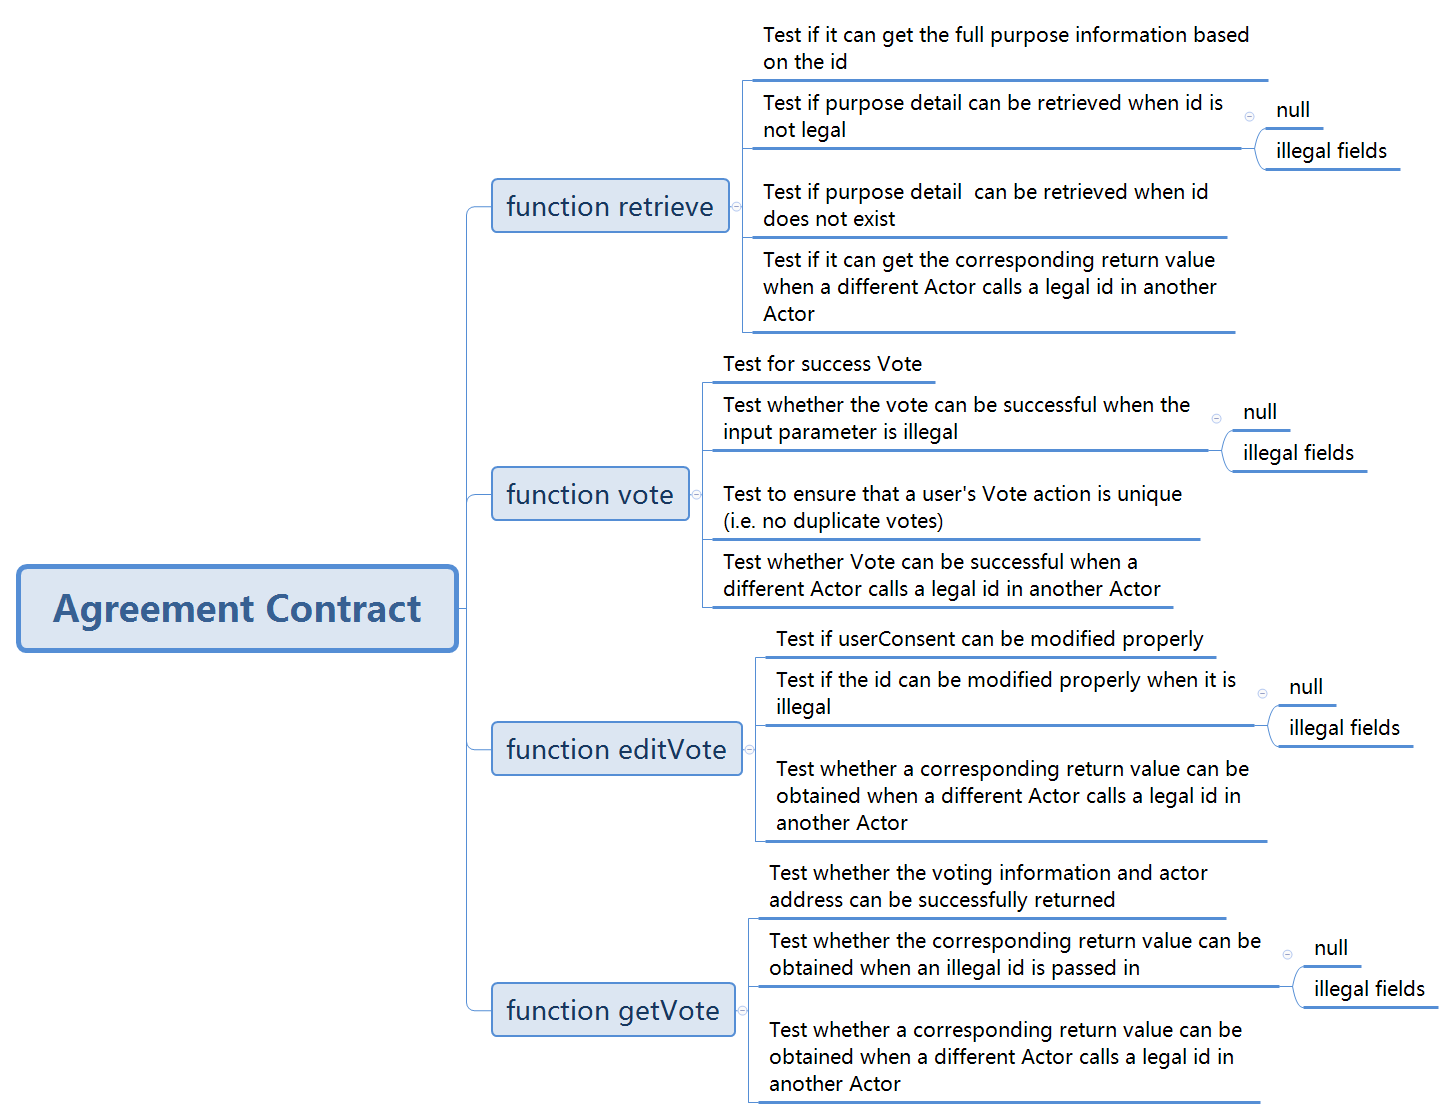 Agreement Contract
function retrieve
Test if it can get the full purpose information based
on the id
Test if purpose detail can be retrieved when id is
not legal
null
illegal fields
Test if purpose detail  can be retrieved when id
does not exist
Test if it can get the corresponding return value
when a different Actor calls a legal id in another
Actor
function vote
Test for success Vote
Test whether the vote can be successful when the
input parameter is illegal
null
illegal fields
Test to ensure that a user's Vote action is unique
(i.e. no duplicate votes)
Test whether Vote can be successful when a
different Actor calls a legal id in another Actor
function editVote
Test if userConsent can be modified properly
Test if the id can be modified properly when it is
illegal
null
illegal fields
Test whether a corresponding return value can be
obtained when a different Actor calls a legal id in
another Actor
function getVote
Test whether the voting information and actor
address can be successfully returned
Test whether the corresponding return value can be
obtained when an illegal id is passed in
null
illegal fields
Test whether a corresponding return value can be
obtained when a different Actor calls a legal id in
another Actor